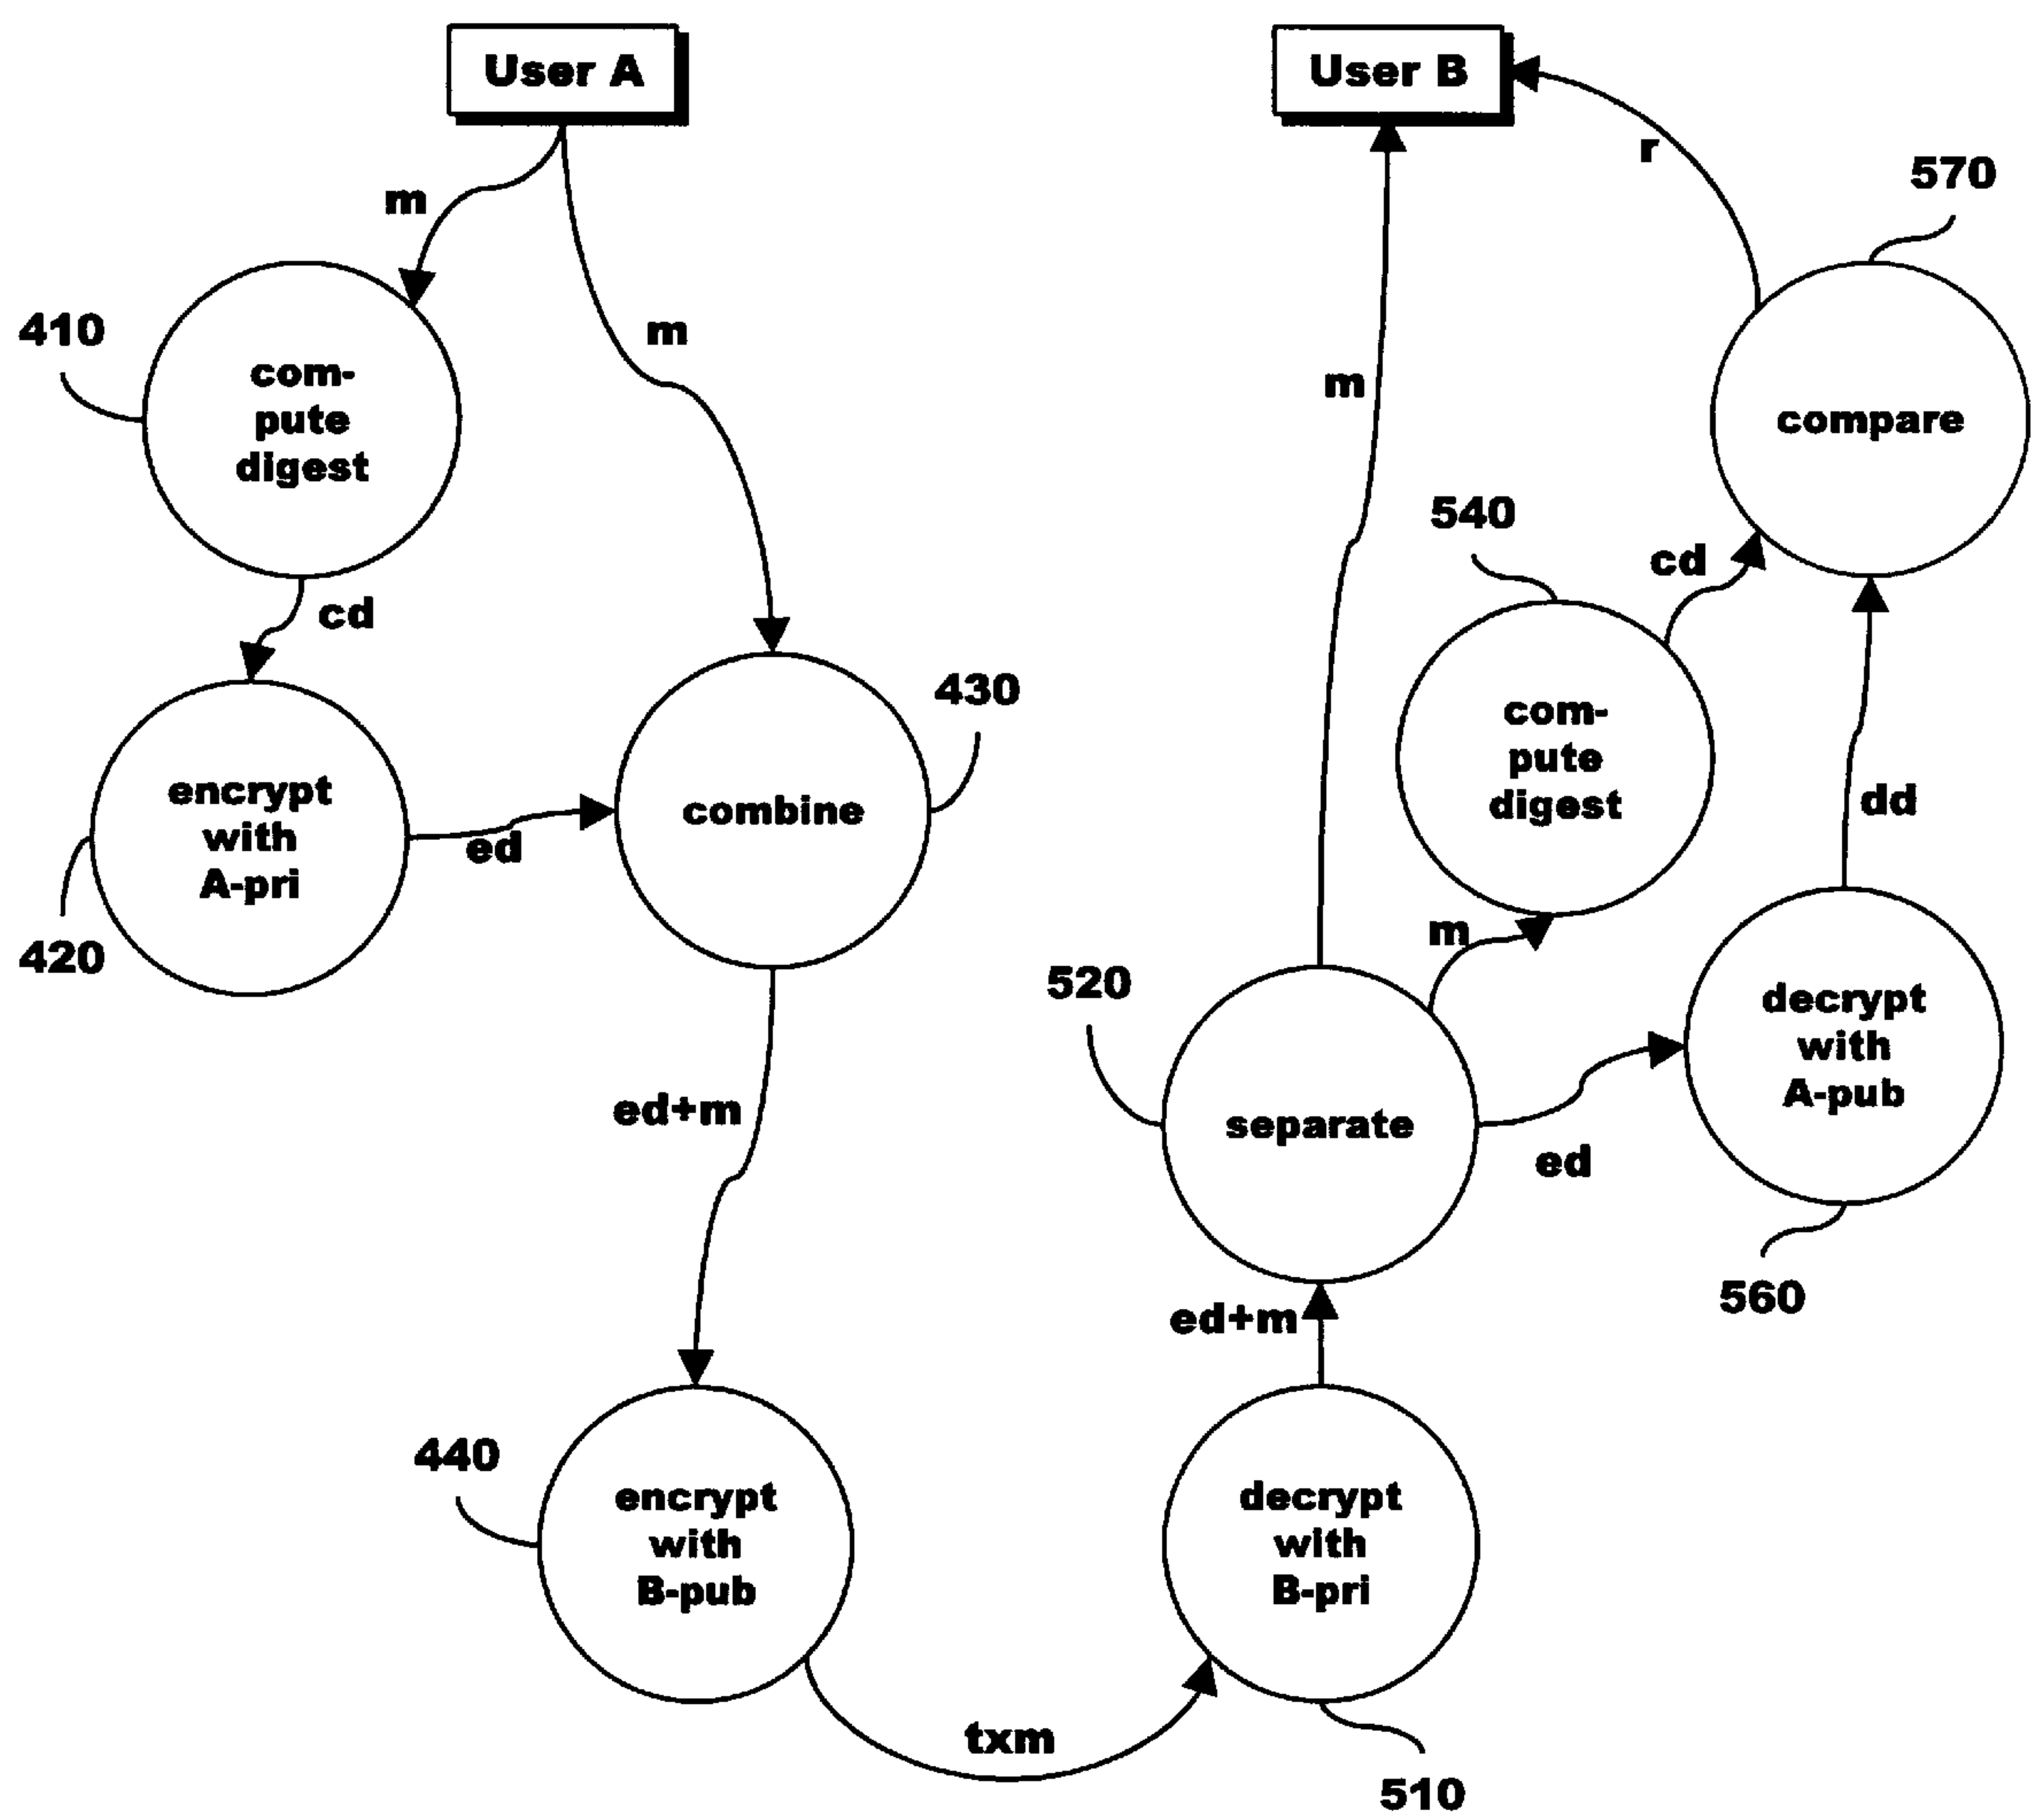 User A
User B
m
r
570
m
410
com-
pute
digest
m
compare
540
cd
cd
430
com-
pute
digest
encrypt
with
A-pri
combine
dd
ed
m
420
520
decrypt
with
A-pub
ed+m
separate
ed
560
ed+m
440
encrypt
with
B-pub
decrypt
with
B-pri
txm
510